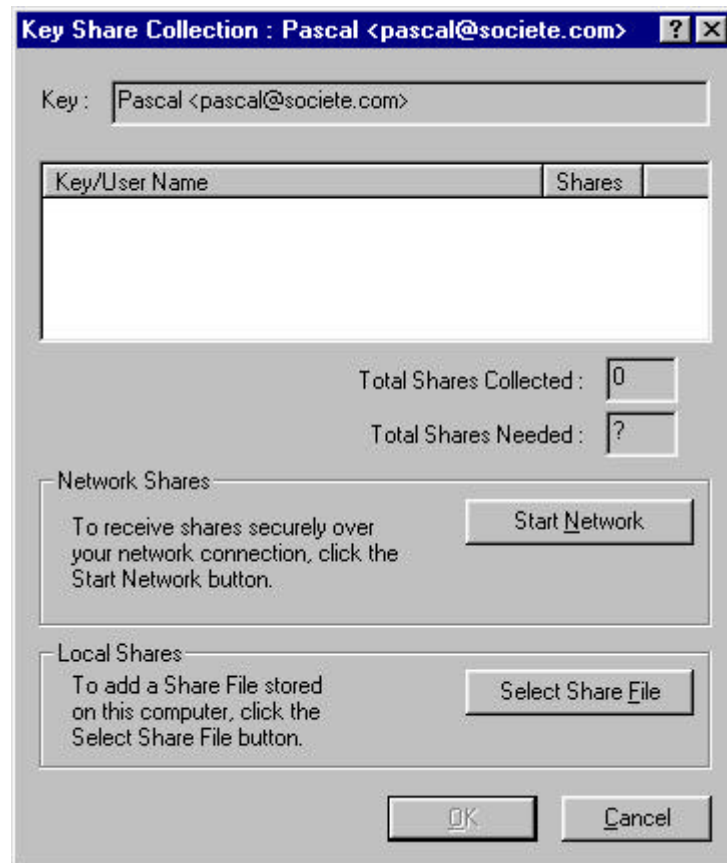 Key Share Collection : Pascal <pascal@societe.com>
Key : Pascal <pascal@societe.com>
Key/User Name Shares
Total Shares Collected : 0
Total Shares Needed : ?
Network Shares
To receive shares securely over
your network connection, click the
Start Network button.
Start Network
Local Shares
To add a Share File stored
on this computer, click the
Select Share File button.
Select Share File
OK Cancel